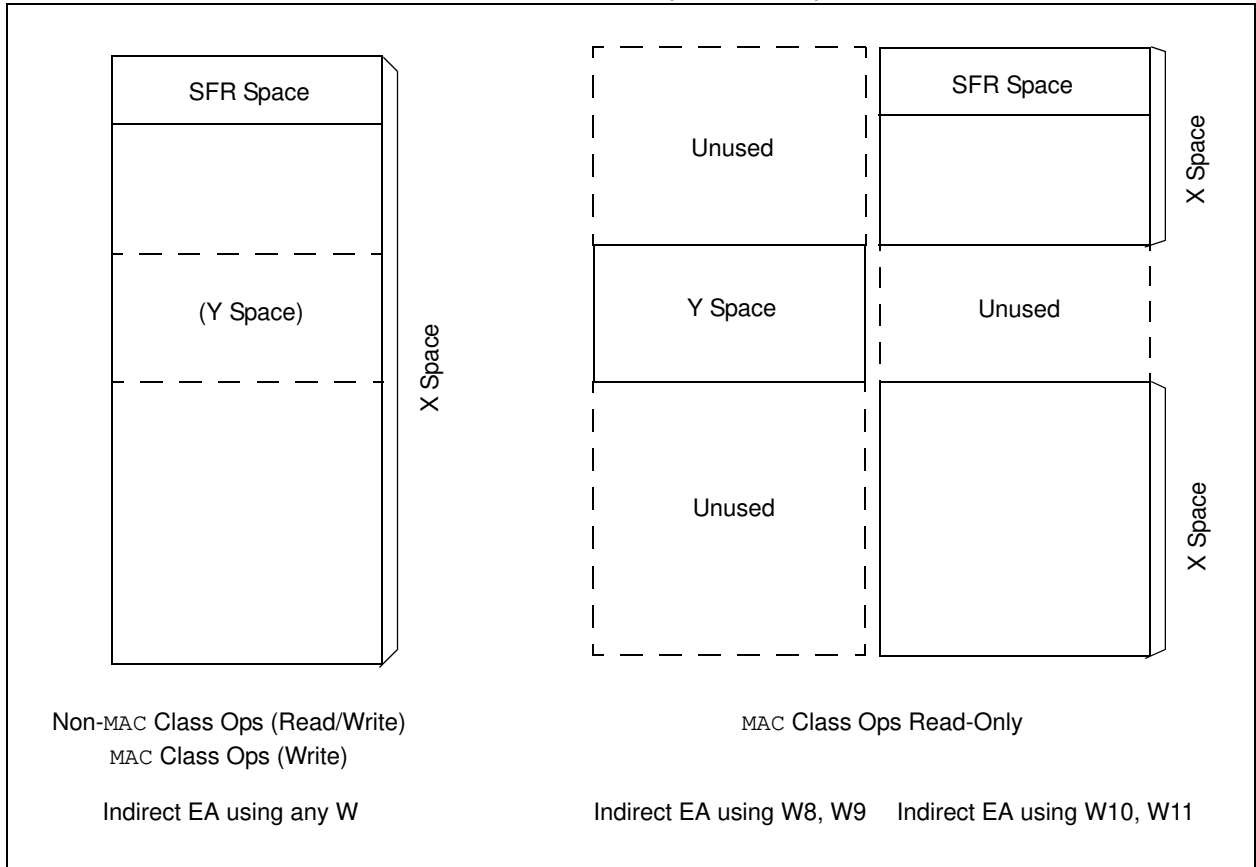 SFR Space
(Y Space)
X Space
Non-MAC Class Ops (Read/Write)
MAC Class Ops (Write)
Indirect EA using any W
Unused
Y Space
Unused
SFR Space
X Space
Unused
X Space
MAC Class Ops Read-Only
Indirect EA using W8, W9
Indirect EA using W10, W11